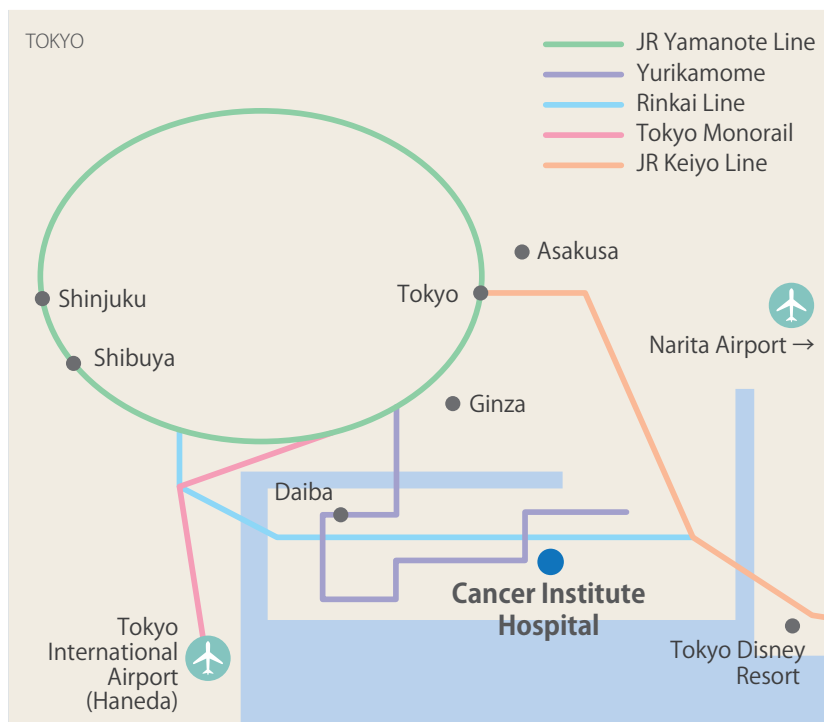 TOKYO
JR Yamanote Line
Yurikamome
Rinkai Line
Tokyo Monorail
JR Keiyo Line
Asakusa
Tokyo
Shinjuku
Narita Airport →
Shibuya
Ginza
Daiba
Cancer Institute
Hospital
Tokyo
International
Airport
(Haneda)
Tokyo Disney
Resort